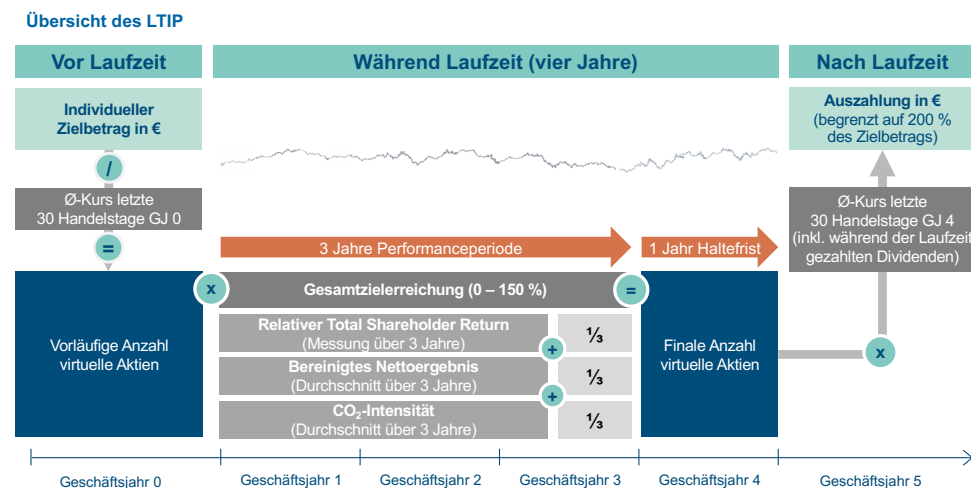 Übersicht des LTIP
Vor Laufzeit
Während Laufzeit (vier Jahre)
Nach Laufzeit
Individueller
Zielbetrag in €
/
Ø-Kurs letzte
30 Handelstage GJ 0
=
Vorläufige Anzahl
virtuelle Aktien
x
3 Jahre Performanceperiode
1 Jahr Haltefrist
Gesamtzielerreichung (0 – 150 %)
=
Relativer Total Shareholder Return
(Messung über 3 Jahre)
⅓
+
Bereinigtes Nettoergebnis
(Durchschnitt über 3 Jahre)
⅓
+
CO₂-Intensität
(Durchschnitt über 3 Jahre)
⅓
Finale Anzahl
virtuelle Aktien
Auszahlung in €
(begrenzt auf 200 %
des Zielbetrags)
Ø-Kurs letzte
30 Handelstage GJ 4
(inkl. während der Laufzeit
gezahlten Dividenden)
x
Geschäftsjahr 0
Geschäftsjahr 1
Geschäftsjahr 2
Geschäftsjahr 3
Geschäftsjahr 4
Geschäftsjahr 5